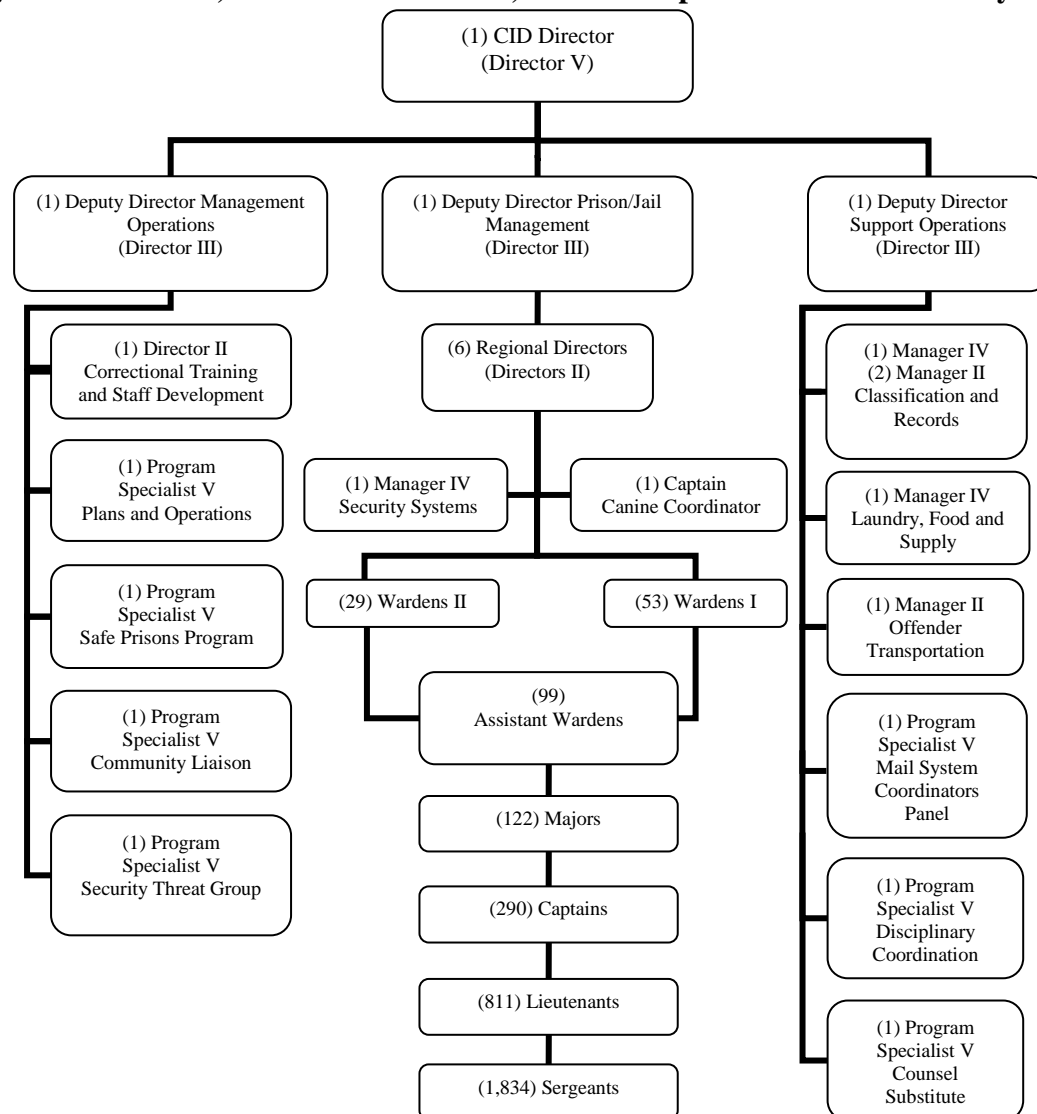 (1) CID Director
(Director V)
(1) Deputy Director Management
Operations
(Director III)
(1) Deputy Director Prison/Jail
Management
(Director III)
(1) Deputy Director
Support Operations
(Director III)
(1) Director II
Correctional Training
and Staff Development
(1) Program
Specialist V
Plans and Operations
(1) Program
Specialist V
Safe Prisons Program
(1) Program
Specialist V
Community Liaison
(1) Program
Specialist V
Security Threat Group
(6) Regional Directors
(Directors II)
(1) Manager IV
Security Systems
(1) Captain
Canine Coordinator
(29) Wardens II
(53) Wardens I
(99)
Assistant Wardens
(122) Majors
(290) Captains
(811) Lieutenants
(1,834) Sergeants
(1) Manager IV
(2) Manager II
Classification and
Records
(1) Manager IV
Laundry, Food and
Supply
(1) Manager II
Offender
Transportation
(1) Program
Specialist V
Mail System
Coordinators
Panel
(1) Program
Specialist V
Disciplinary
Coordination
(1) Program
Specialist V
Counsel
Substitute